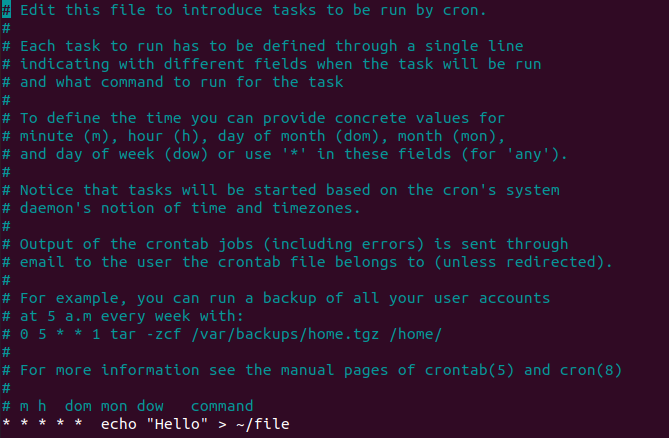 # Edit this file to introduce tasks to be run by cron.
#
# Each task to run has to be defined through a single line
# indicating with different fields when the task will be run
# and what command to run for the task
#
# To define the time you can provide concrete values for
# minute (m), hour (h), day of month (dom), month (mon),
# and day of week (dow) or use '*' in these fields (for 'any').
#
# Notice that tasks will be started based on the cron's system
# daemon's notion of time and timezones.
#
# Output of the crontab jobs (including errors) is sent through
# email to the user the crontab file belongs to (unless redirected).
#
# For example, you can run a backup of all your user accounts
# at 5 a.m every week with:
# 0 5 * * 1 tar -zcf /var/backups/home.tgz /home/
#
# For more information see the manual pages of crontab(5) and cron(8)
#
# m h  dom mon dow   command
* * * * *  echo "Hello" > ~/file